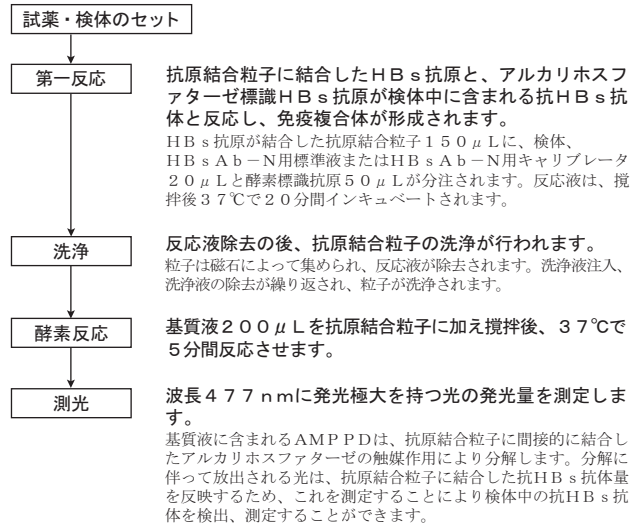 試薬・検体のセット
第一反応
抗原結合粒子に結合したＨＢｓ抗原と、アルカリホスフ
ァターゼ標識ＨＢｓ抗原が検体中に含まれる抗ＨＢｓ抗
体と反応し、免疫複合体が形成されます。
ＨＢｓ抗原が結合した抗原結合粒子１５０μＬに、検体、
ＨＢｓＡｂ－Ｎ用標準液またはＨＢｓＡｂ－Ｎ用キャリブレータ
２０μＬと酵素標識抗原５０μＬが分注されます。反応液は、攪
拌後３７℃で２０分間インキュベートされます。
洗浄
反応液除去の後、抗原結合粒子の洗浄が行われます。
粒子は磁石によって集められ、反応液が除去されます。洗浄液注入、
洗浄液の除去が繰り返され、粒子が洗浄されます。
酵素反応
基質液２００μＬを抗原結合粒子に加え攪拌後、３７℃で
５分間反応させます。
測光
波長４７７ｎｍに発光極大を持つ光の発光量を測定しま
す。
基質液に含まれるＡＭＰＰＤは、抗原結合粒子に間接的に結合し
たアルカリホスファターゼの触媒作用により分解します。分解に
伴って放出される光は、抗原結合粒子に結合した抗ＨＢｓ抗体量
を反映するため、これを測定することにより検体中の抗ＨＢｓ抗
体を検出、測定することができます。